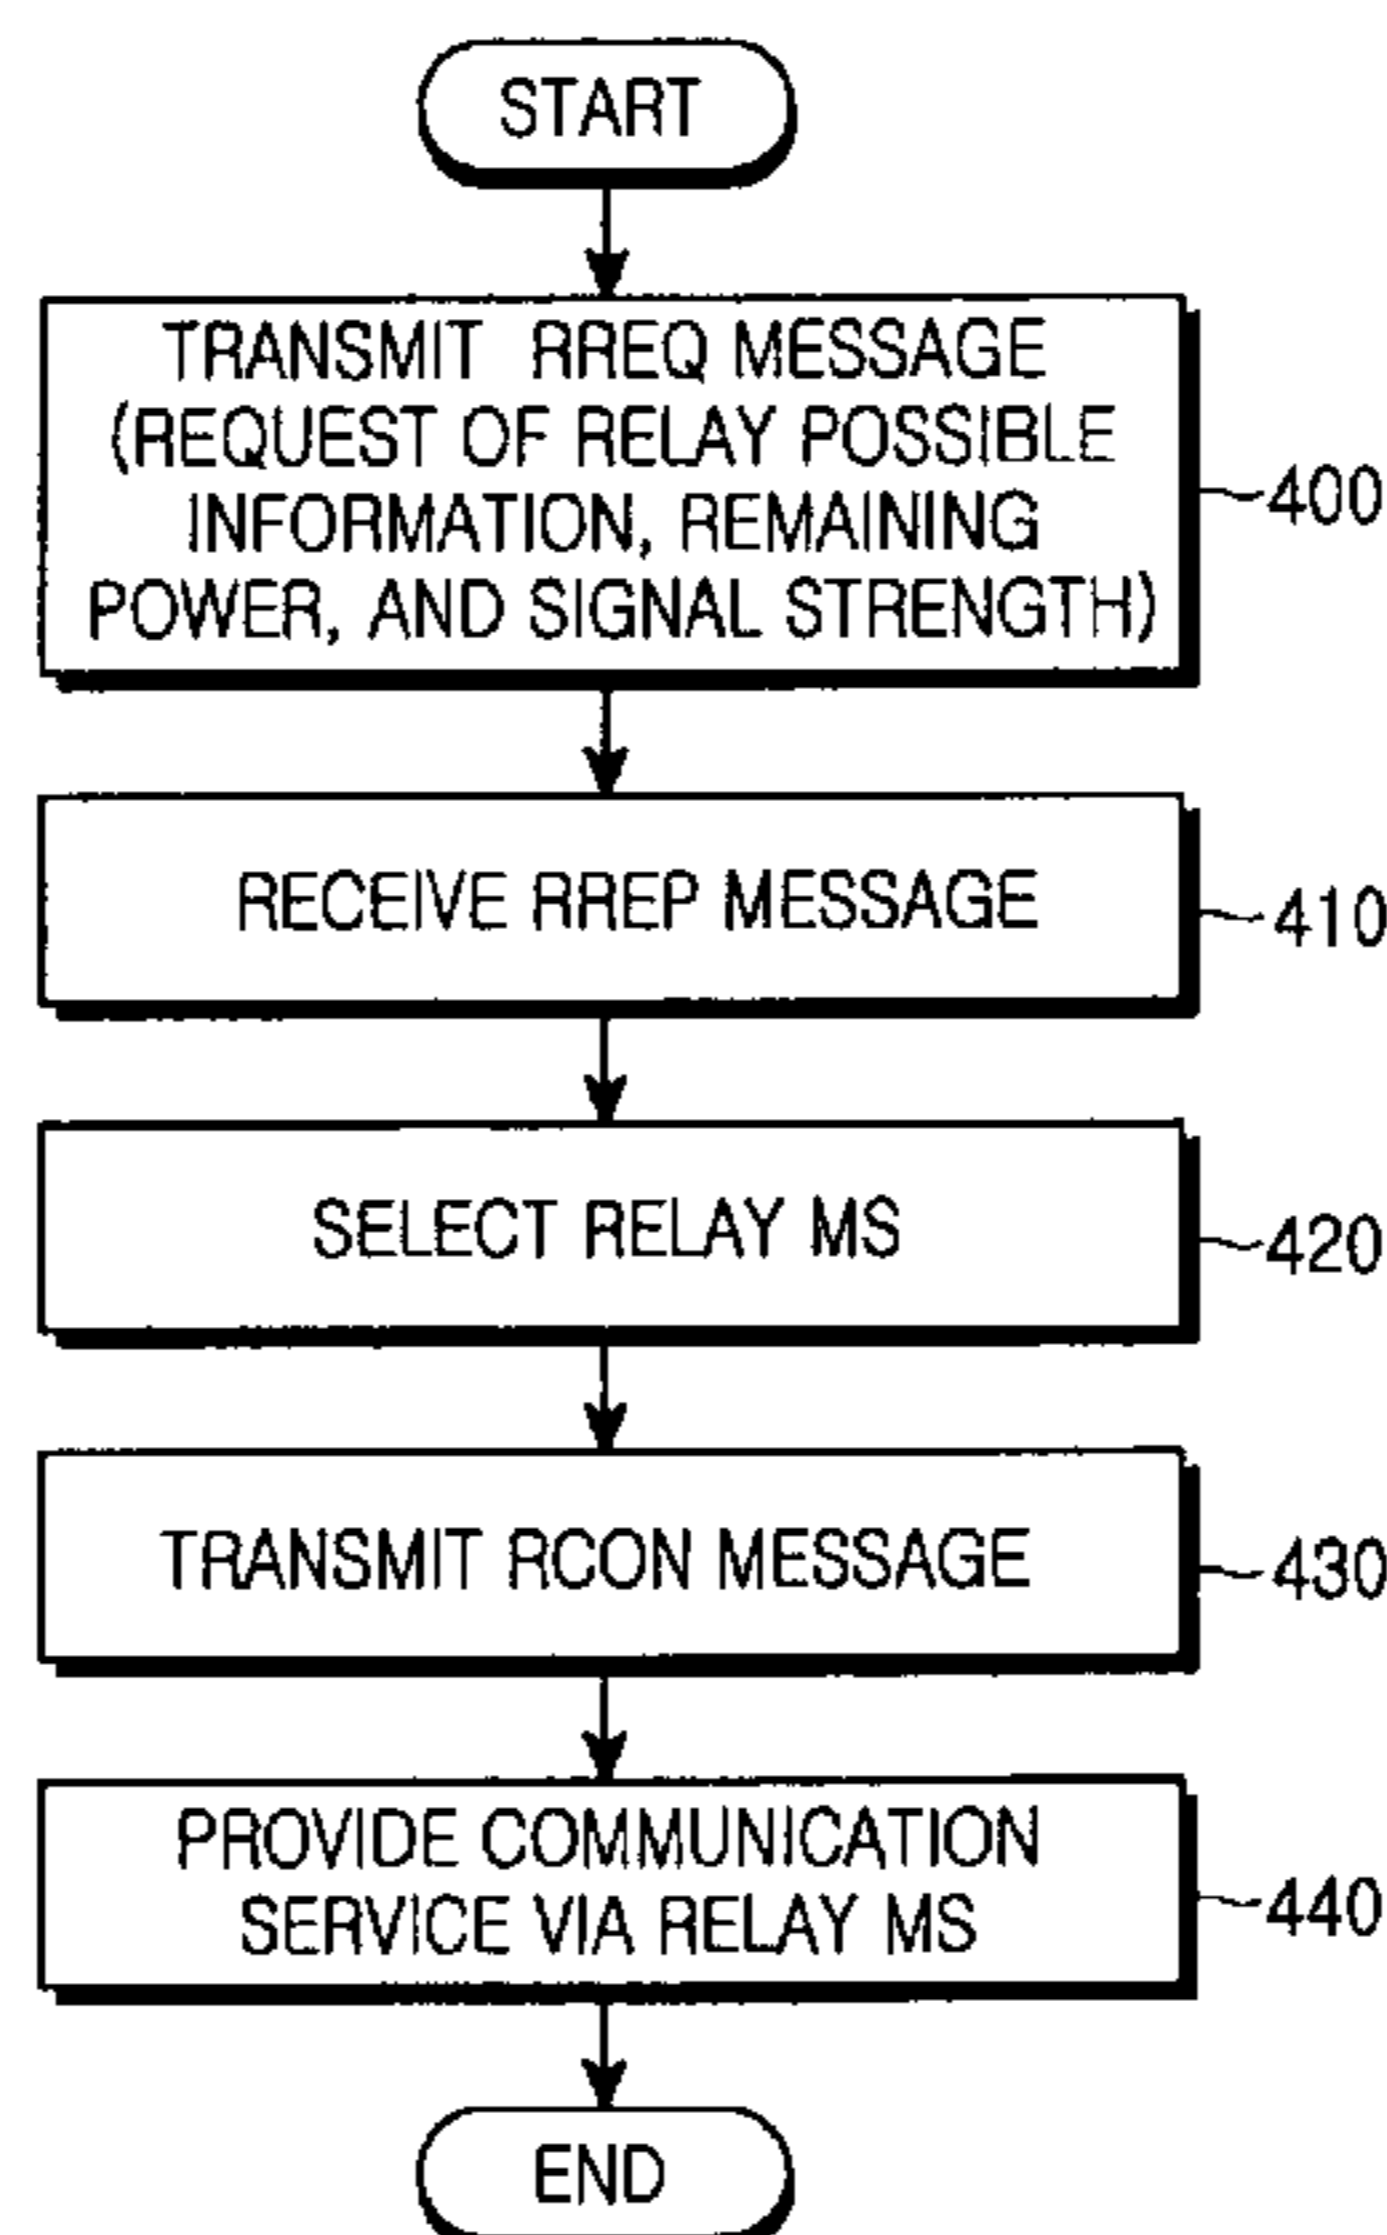 START
TRANSMIT RREQ MESSAGE
(REQUEST OF RELAY POSSIBLE
INFORMATION, REMAINING
POWER, AND SIGNAL STRENGTH)
400
RECEIVE RREP MESSAGE
410
SELECT RELAY MS
420
TRANSMIT RCON MESSAGE
430
PROVIDE COMMUNICATION
SERVICE VIA RELAY MS
440
END